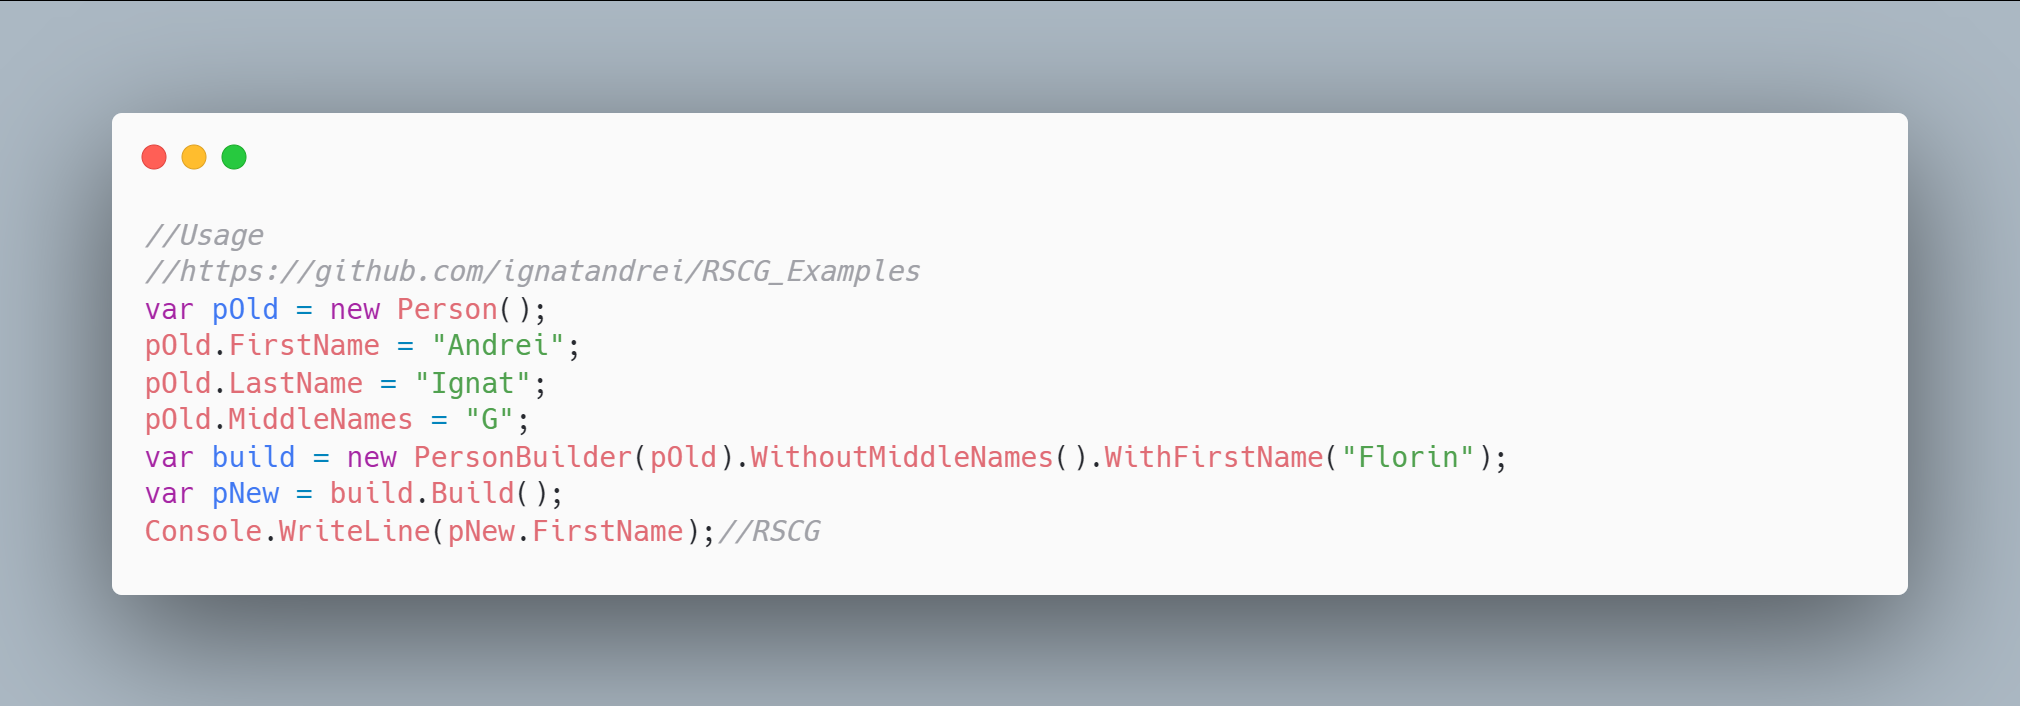 //Usage
//https://github.com/ignatandrei/RSCG_Examples
var pOld = new Person();
pOld.FirstName = "Andrei";
pOld.LastName = "Ignat";
pOld.MiddleNames = "G";
var build = new PersonBuilder(pOld).WithoutMiddleNames().WithFirstName("Florin");
var pNew = build.Build();
Console.WriteLine(pNew.FirstName);//RSCG